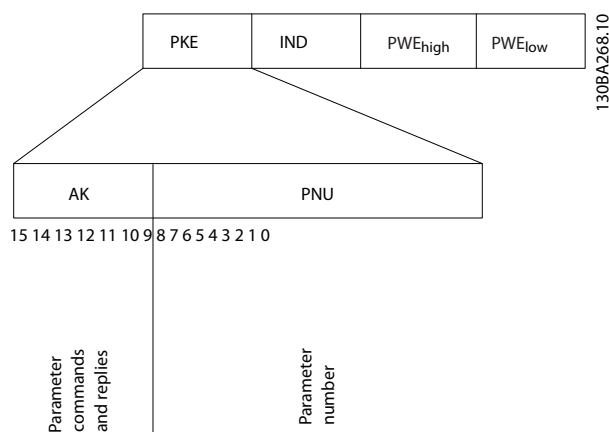 PKE IND PWEhigh PWElow
130BA268.10
AK PNU
15 14 13 12 11 10 9 8 7 6 5 4 3 2 1 0
Parameter
commands
and replies
Parameter
number